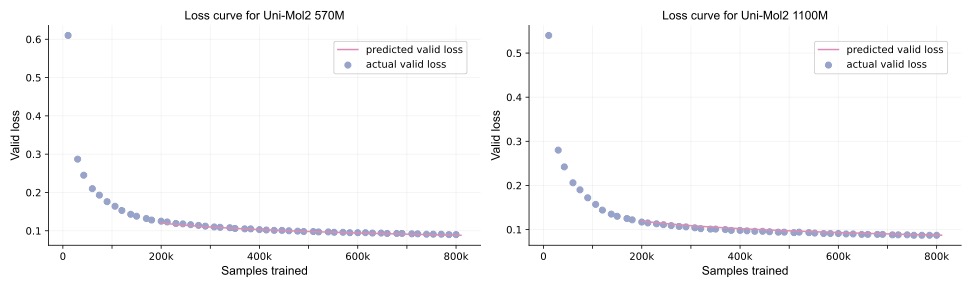 Loss curve for Uni-Mol2 570M
predicted valid loss
actual valid loss
Valid loss
0.6
0.5
0.4
0.3
0.2
0.1
0
200k
400k
600k
800k
Samples trained
Loss curve for Uni-Mol2 1100M
predicted valid loss
actual valid loss
Valid loss
0.5
0.4
0.3
0.2
0.1
0
200k
400k
600k
800k
Samples trained